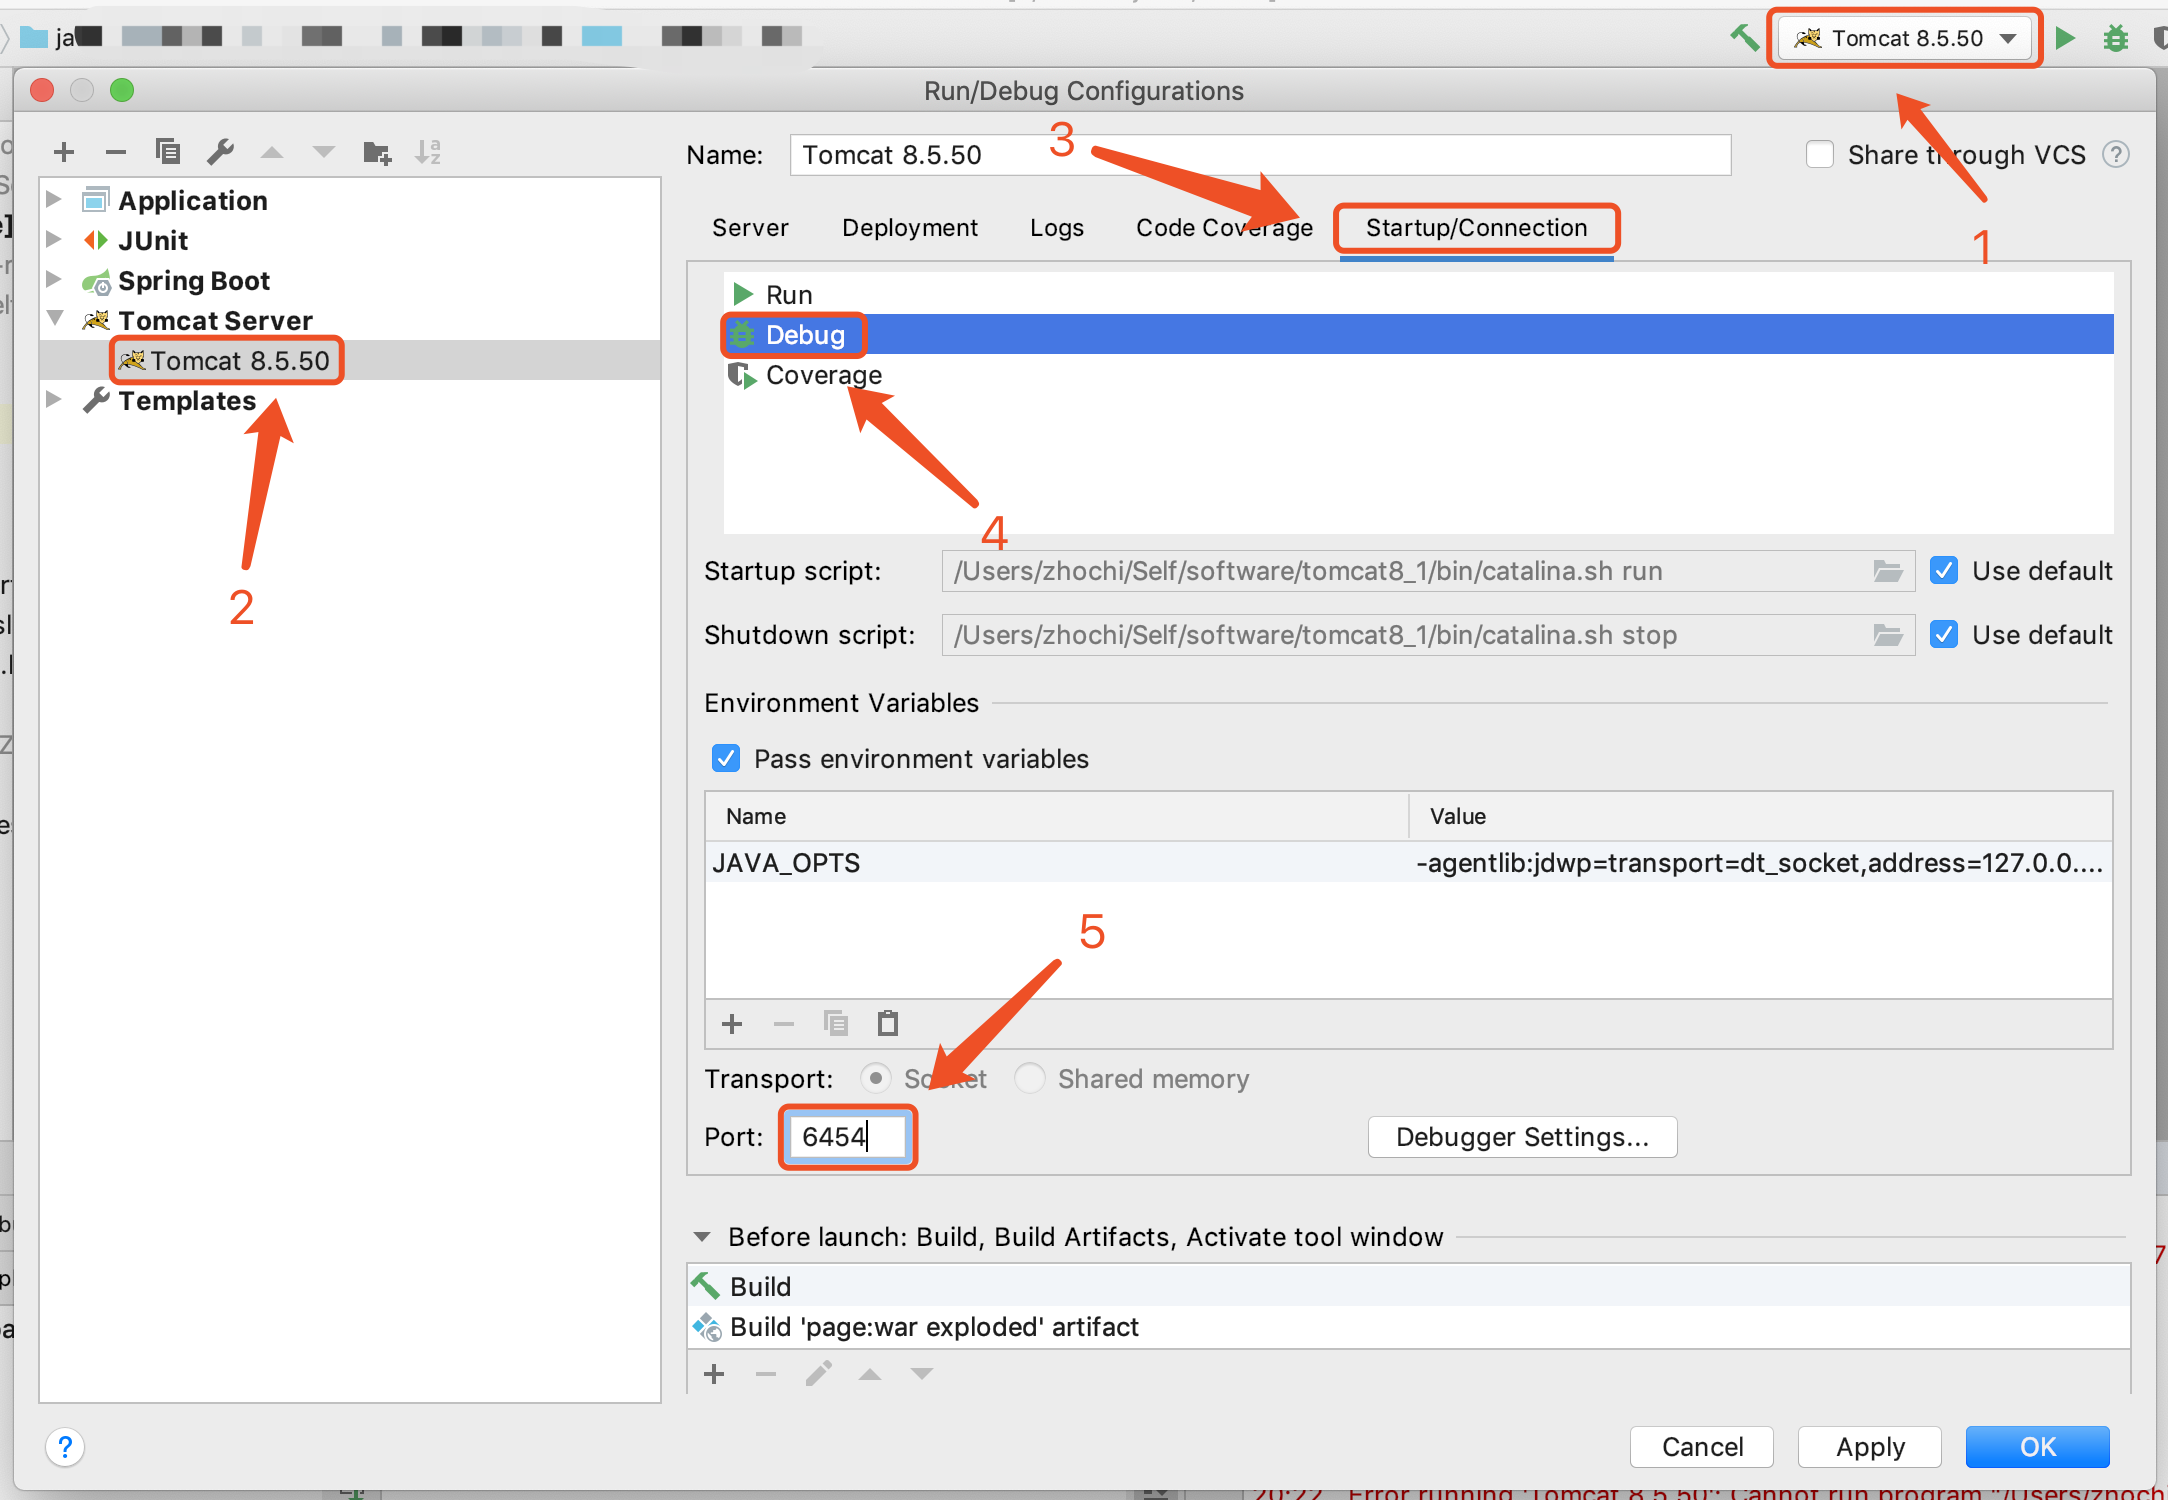 ja
Tomcat 8.5.50
Run/Debug Configurations
1
Application
JUnit
Spring Boot
Tomcat Server
Tomcat 8.5.50
Templates
2
Name: Tomcat 8.5.50
3
Share through VCS ?
Server Deployment Logs Code Coverage Startup/Connection
Run
Debug
Coverage
4
Startup script: /Users/zhochi/Self/software/tomcat8_1/bin/catalina.sh run Use default
Shutdown script: /Users/zhochi/Self/software/tomcat8_1/bin/catalina.sh stop Use default
Environment Variables
Pass environment variables
Name Value
JAVA_OPTS -agentlib:jdwp=transport=dt_socket,address=127.0.0....
5
Transport: Socket Shared memory
Port: 6454 Debugger Settings...
Before launch: Build, Build Artifacts, Activate tool window
Build
Build 'page:war exploded' artifact
? Cancel Apply OK
20:22 Error running 'Tomcat 8.5.50': Cannot run program "/Users/zhochi